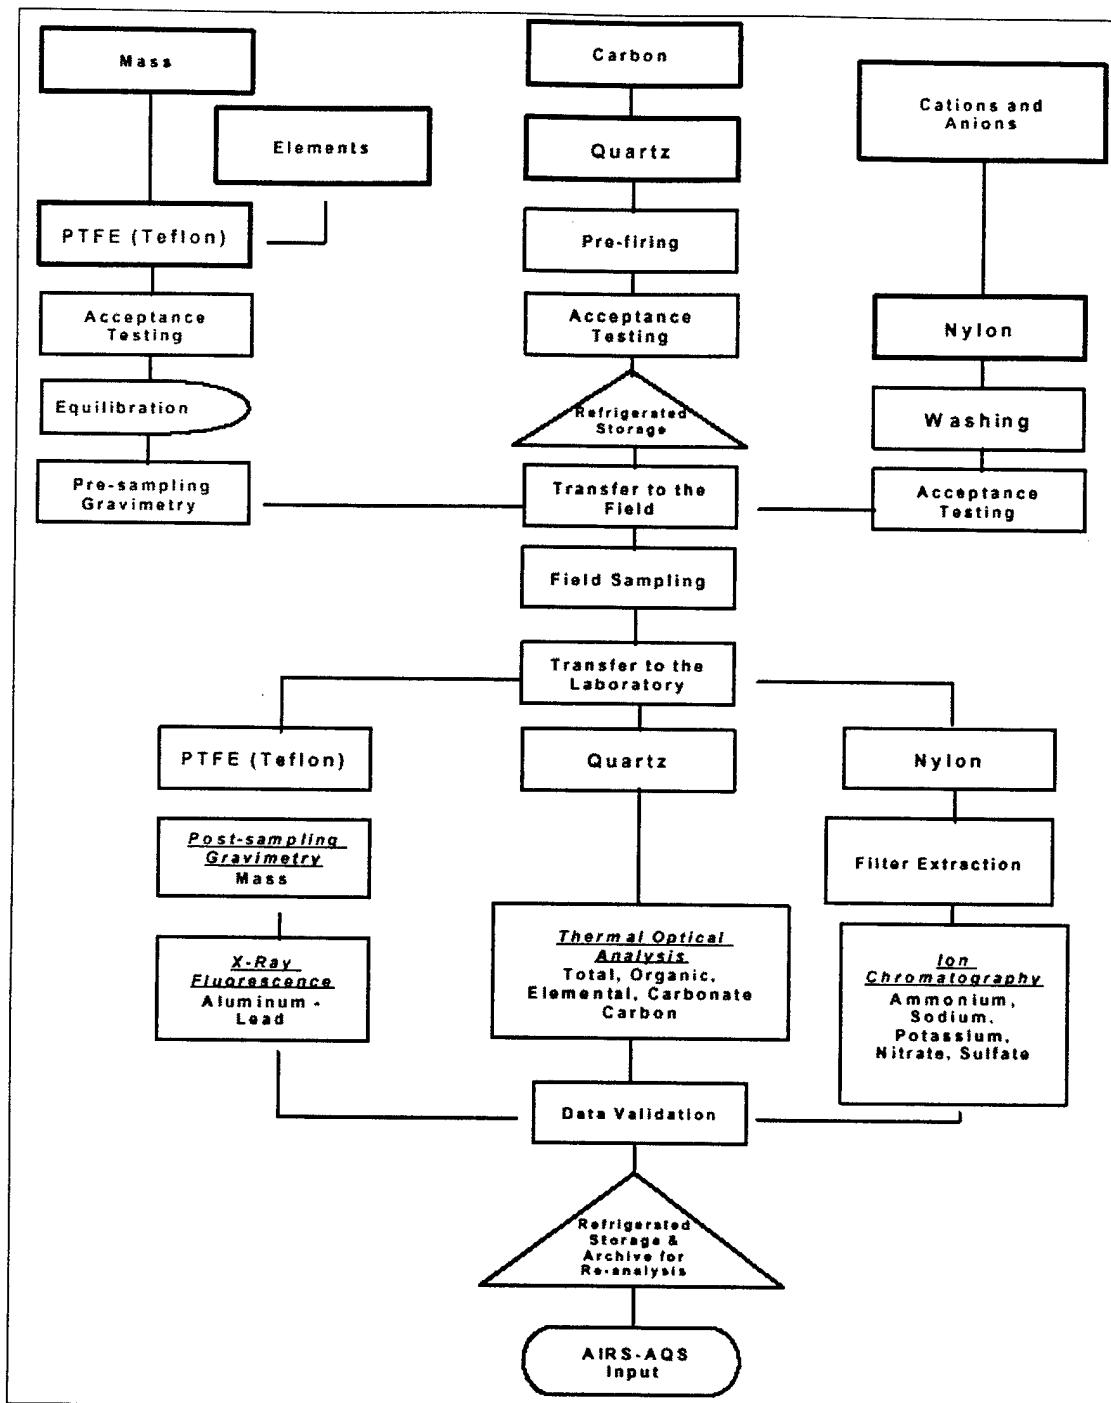 Mass
Carbon
Cations and
Anions
Elements
Quartz
PTFE (Teflon)
Pre-firing
Acceptance
Testing
Acceptance
Testing
Nylon
Equilibration
Refrigerated
Storage
Washing
Pre-sampling
Gravimetry
Transfer to the
Field
Acceptance
Testing
Field Sampling
Transfer to the
Laboratory
PTFE (Teflon)
Quartz
Nylon
Post-sampling
Gravimetry
Mass
Filter Extraction
X-Ray
Fluorescence
Aluminum -
Lead
Thermal Optical
Analysis
Total, Organic,
Elemental, Carbonate
Carbon
Ion
Chromatography
Ammonium,
Sodium,
Potassium,
Nitrate, Sulfate
Data Validation
Refrigerated
Storage &
Archive for
Re-analysis
AIRS-AQS
Input